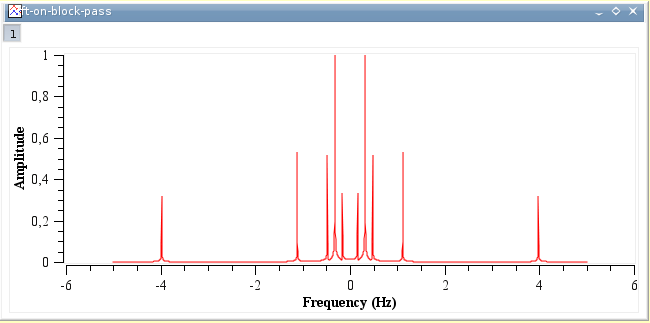 ft-on-block-pass
1
1
0,8
0,6
0,4
0,2
0
Amplitude
-6 -4 -2 0 2 4 6
Frequency (Hz)